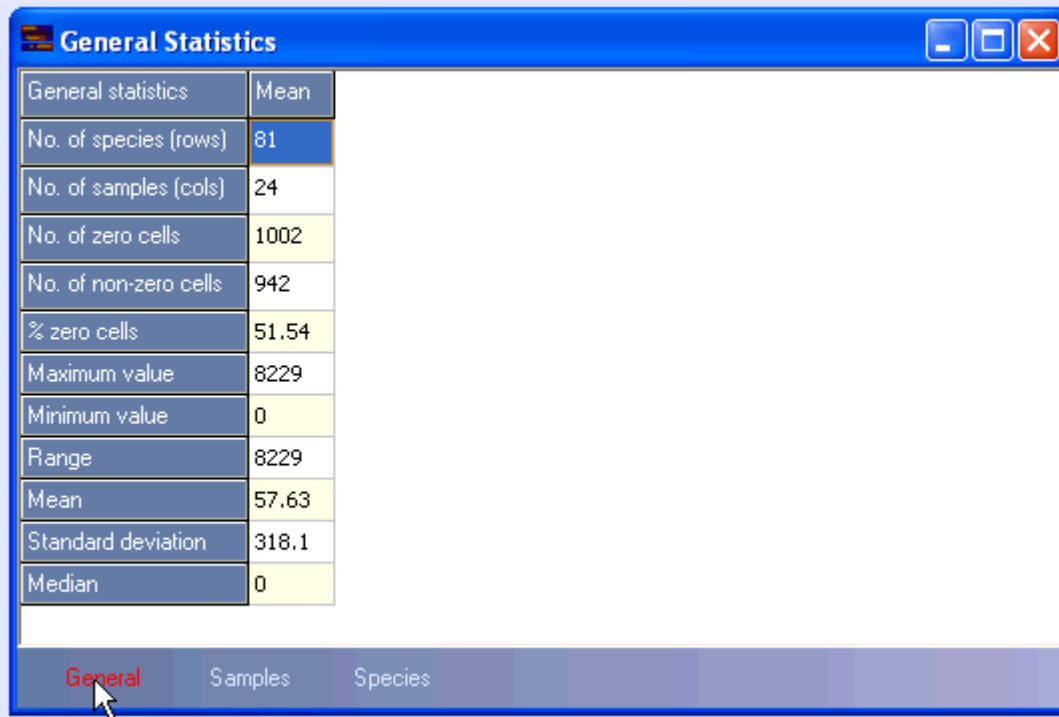 General Statistics
General statistics Mean
No. of species (rows) 81
No. of samples (cols) 24
No. of zero cells 1002
No. of non-zero cells 942
% zero cells 51.54
Maximum value 8229
Minimum value 0
Range 8229
Mean 57.63
Standard deviation 318.1
Median 0
General Samples Species